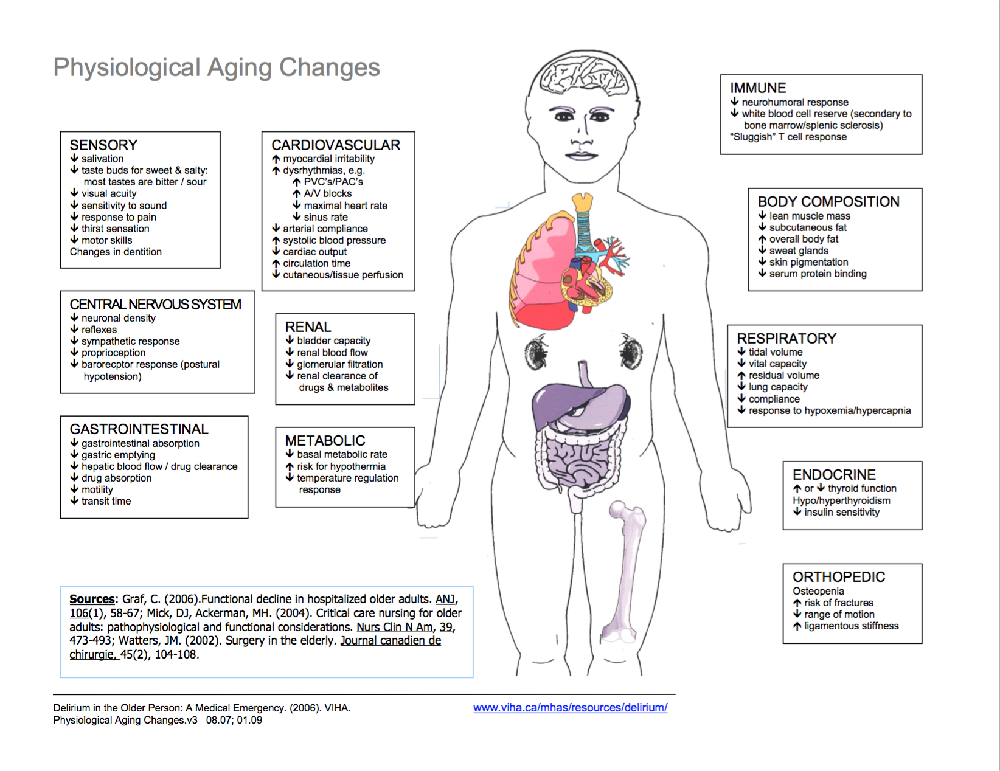 Physiological Aging Changes
SENSORY
↓ salivation
↓ taste buds for sweet & salty:
most tastes are bitter / sour
↓ visual acuity
↓ sensitivity to sound
↓ response to pain
↓ thirst sensation
↓ motor skills
Changes in dentition
CENTRAL NERVOUS SYSTEM
↓ neuronal density
↓ reflexes
↓ sympathetic response
↓ proprioception
↓ barorecptor response (postural
hypotension)
GASTROINTESTINAL
↓ gastrointestinal absorption
↓ gastric emptying
↓ hepatic blood flow / drug clearance
↓ drug absorption
↓ motility
↓ transit time
CARDIOVASCULAR
↑ myocardial irritability
↑ dysrhythmias, e.g.
↑ PVC's/PAC's
↑ A/V blocks
↓ maximal heart rate
↓ sinus rate
↓ arterial compliance
↑ systolic blood pressure
↓ cardiac output
↑ circulation time
↓ cutaneous/tissue perfusion
RENAL
↓ bladder capacity
↓ renal blood flow
↓ glomerular filtration
↓ renal clearance of
drugs & metabolites
METABOLIC
↓ basal metabolic rate
↑ risk for hypothermia
↓ temperature regulation
response
IMMUNE
↓ neurohumoral response
↓ white blood cell reserve (secondary to
bone marrow/splenic sclerosis)
“Sluggish” T cell response
BODY COMPOSITION
↓ lean muscle mass
↓ subcutaneous fat
↑ overall body fat
↓ sweat glands
↓ skin pigmentation
↓ serum protein binding
RESPIRATORY
↓ tidal volume
↓ vital capacity
↑ residual volume
↓ lung capacity
↓ compliance
↓ response to hypoxemia/hypercapnia
ENDOCRINE
↑ or ↓ thyroid function
Hypo/hyperthyroidism
↓ insulin sensitivity
ORTHOPEDIC
Osteopenia
↑ risk of fractures
↓ range of motion
↑ ligamentous stiffness
Sources: Graf, C. (2006).Functional decline in hospitalized older adults. ANJ,
106(1), 58-67; Mick, DJ, Ackerman, MH. (2004). Critical care nursing for older
adults: pathophysiological and functional considerations. Nurs Clin N Am, 39,
473-493; Watters, JM. (2002). Surgery in the elderly. Journal canadien de
chirurgie, 45(2), 104-108.
Delirium in the Older Person: A Medical Emergency. (2006). VIHA.
www.viha.ca/mhas/resources/delirium/
Physiological Aging Changes.v3 08.07; 01.09